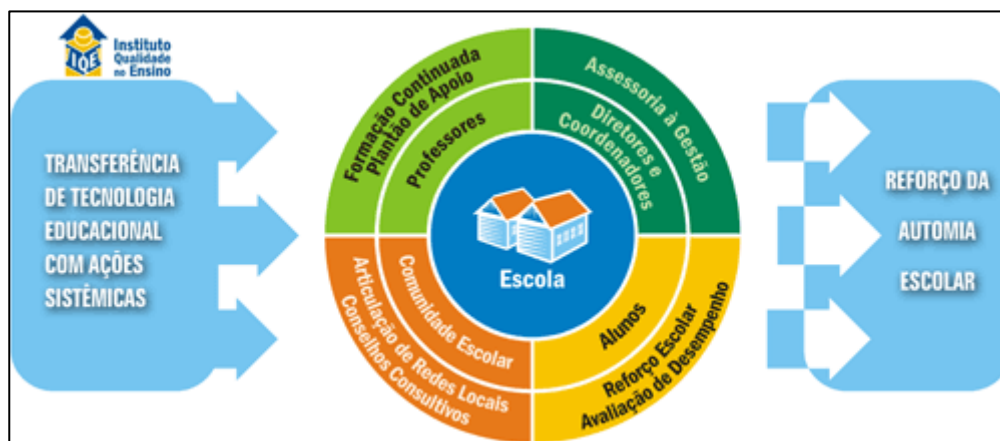 IQE
Instituto
Qualidade
no Ensino
TRANSFERÊNCIA
DE TECNOLOGIA
EDUCACIONAL
COM AÇÕES
SISTÊMICAS
Formação Continuada
Plantão de Apoio
Professores
Assessoria à Gestão
Diretores e
Coordenadores
Escola
Comunidade Escolar
Articulação de Redes Locais
Conselhos Consultivos
Alunos
Reforço Escolar
Avaliação de Desempenho
REFORÇO DA
AUTOMIA
ESCOLAR